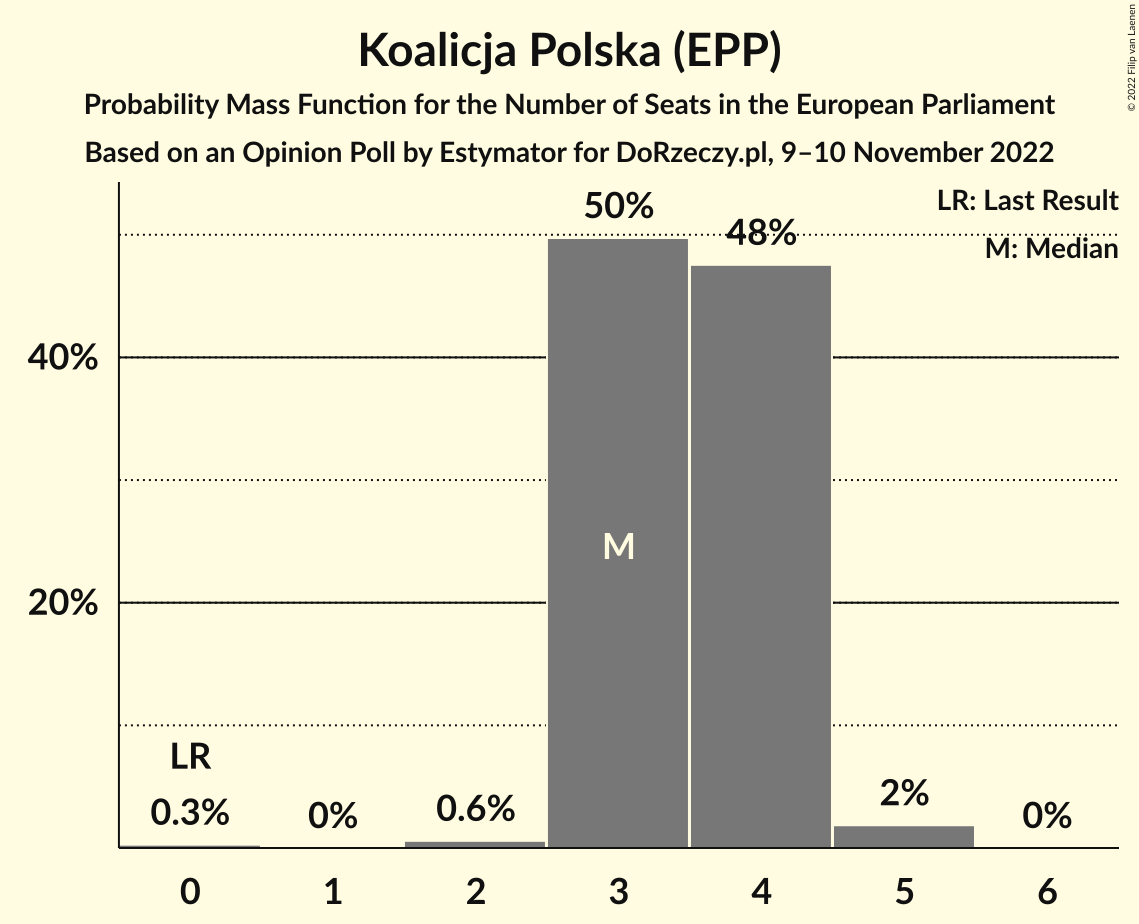 Koalicja Polska (EPP)
Probability Mass Function for the Number of Seats in the European Parliament
Based on an Opinion Poll by Estymator for DoRzeczy.pl, 9–10 November 2022
© 2022 Filip van Laenen
LR: Last Result
M: Median
50%
48%
40%
M
20%
LR
0.3%
0%
0.6%
2%
0%
0 1 2 3 4 5 6